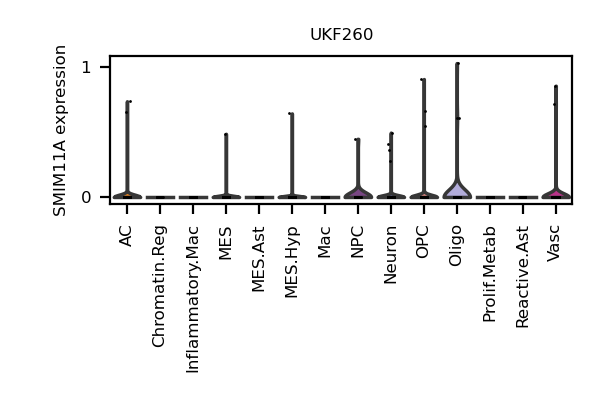 UKF260
SMIM11A expression
1
0
AC
Chromatin.Reg
Inflammatory.Mac
MES
MES.Ast
MES.Hyp
Mac
NPC
Neuron
OPC
Oligo
Prolif.Metab
Reactive.Ast
Vasc